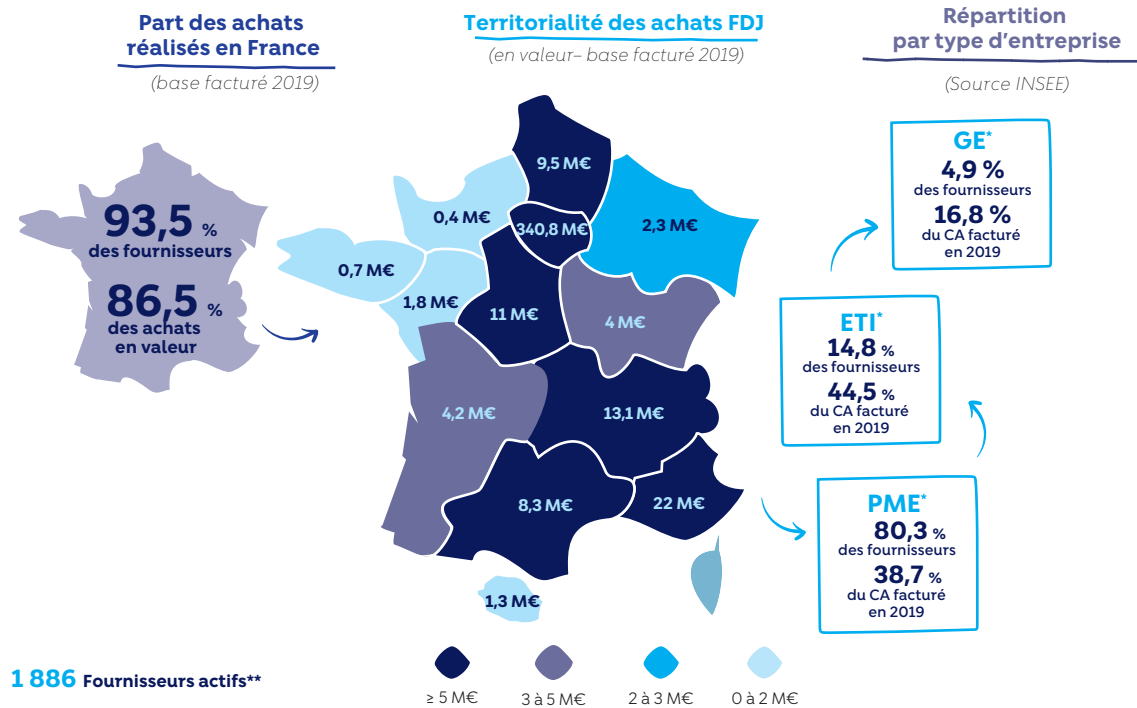 Part des achats
réalisés en France
(base facturé 2019)
93,5 %
des fournisseurs
86,5 %
des achats
en valeur
Territorialité des achats FDJ
(en valeur– base facturé 2019)
9,5 M€
0,4 M€
340,8 M€
2,3 M€
0,7 M€
1,8 M€
11 M€
4 M€
4,2 M€
13,1 M€
8,3 M€
22 M€
1,3 M€
Répartition
par type d'entreprise
(Source INSEE)
GE*
4,9 %
des fournisseurs
16,8 %
du CA facturé
en 2019
ETI*
14,8 %
des fournisseurs
44,5 %
du CA facturé
en 2019
PME*
80,3 %
des fournisseurs
38,7 %
du CA facturé
en 2019
1 886 Fournisseurs actifs**
≥ 5 M€
3 à 5 M€
2 à 3 M€
0 à 2 M€